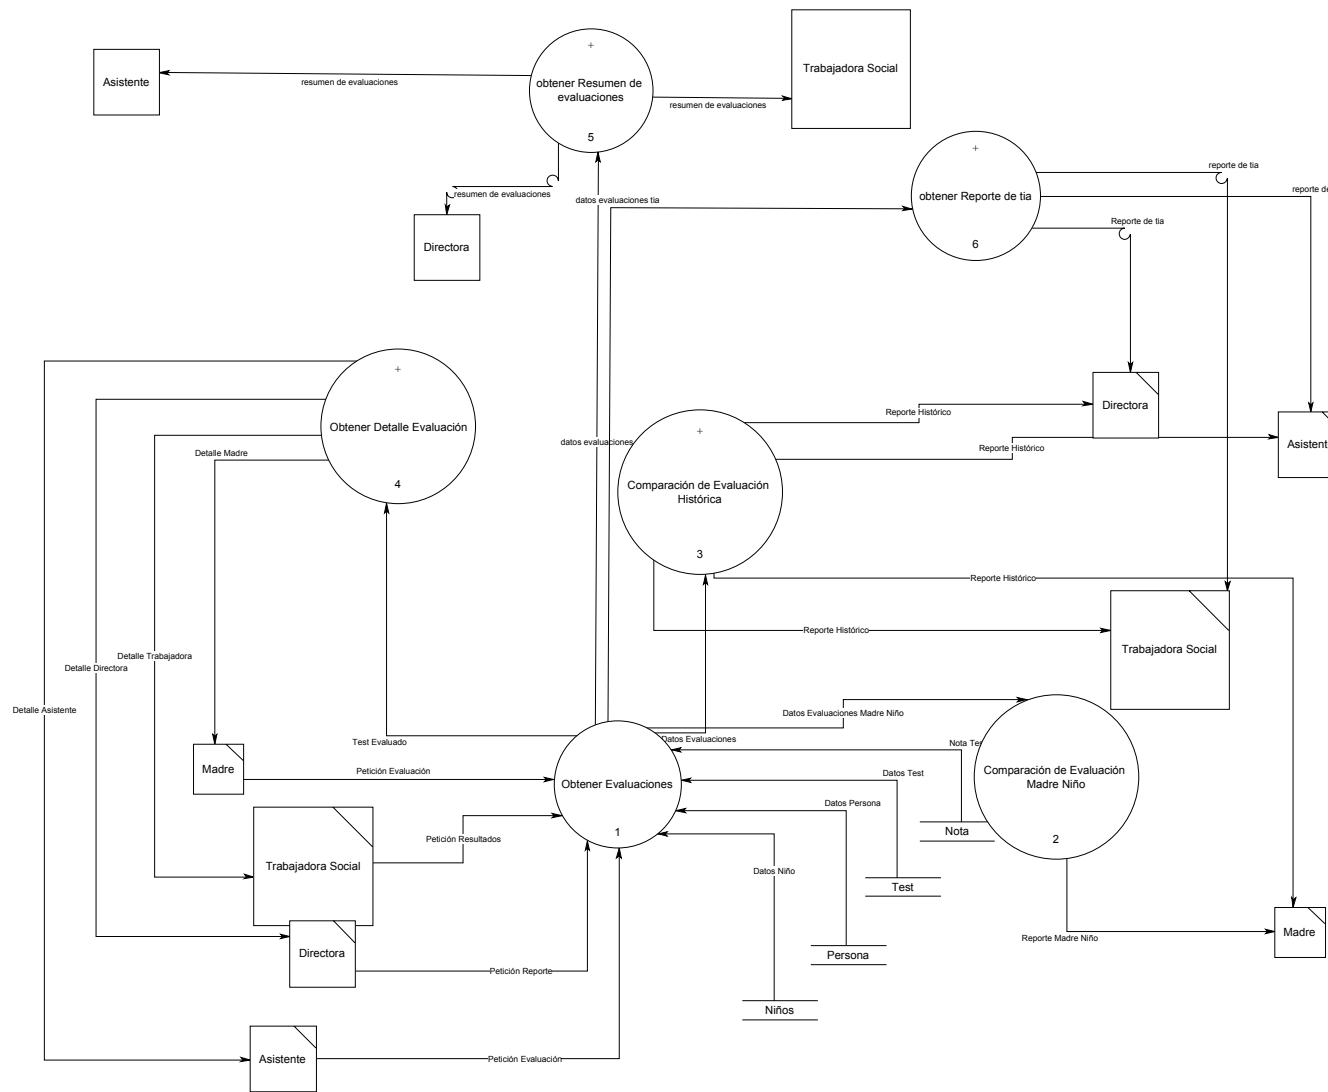 +
obtener Resumen de
evaluaciones
5
Asistente
resumen de evaluaciones
Trabajadora Social
resumen de evaluaciones
resumen de evaluaciones
Directora
+
obtener Reporte de tia
6
reporte de tia
reporte de
Reporte de tia
datos evaluaciones tia
+
Obtener Detalle Evaluación
4
datos evaluaciones
+
Comparación de Evaluación
Histórica
3
Reporte Histórico
Directora
Reporte Histórico
Asistent
Detalle Madre
Reporte Histórico
Reporte Histórico
Trabajadora Social
Detalle Trabajadora
Detalle Directora
Detalle Asistente
Test Evaluado
Datos Evaluaciones
Datos Evaluaciones Madre Niño
Madre
Petición Evaluación
Obtener Evaluaciones
1
Nota Tes
Datos Test
Datos Persona
Datos Niño
Comparación de Evaluación
Madre Niño
2
Nota
Test
Persona
Niños
Trabajadora Social
Petición Resultados
Directora
Petición Reporte
Asistente
Petición Evaluación
Reporte Madre Niño
Madre